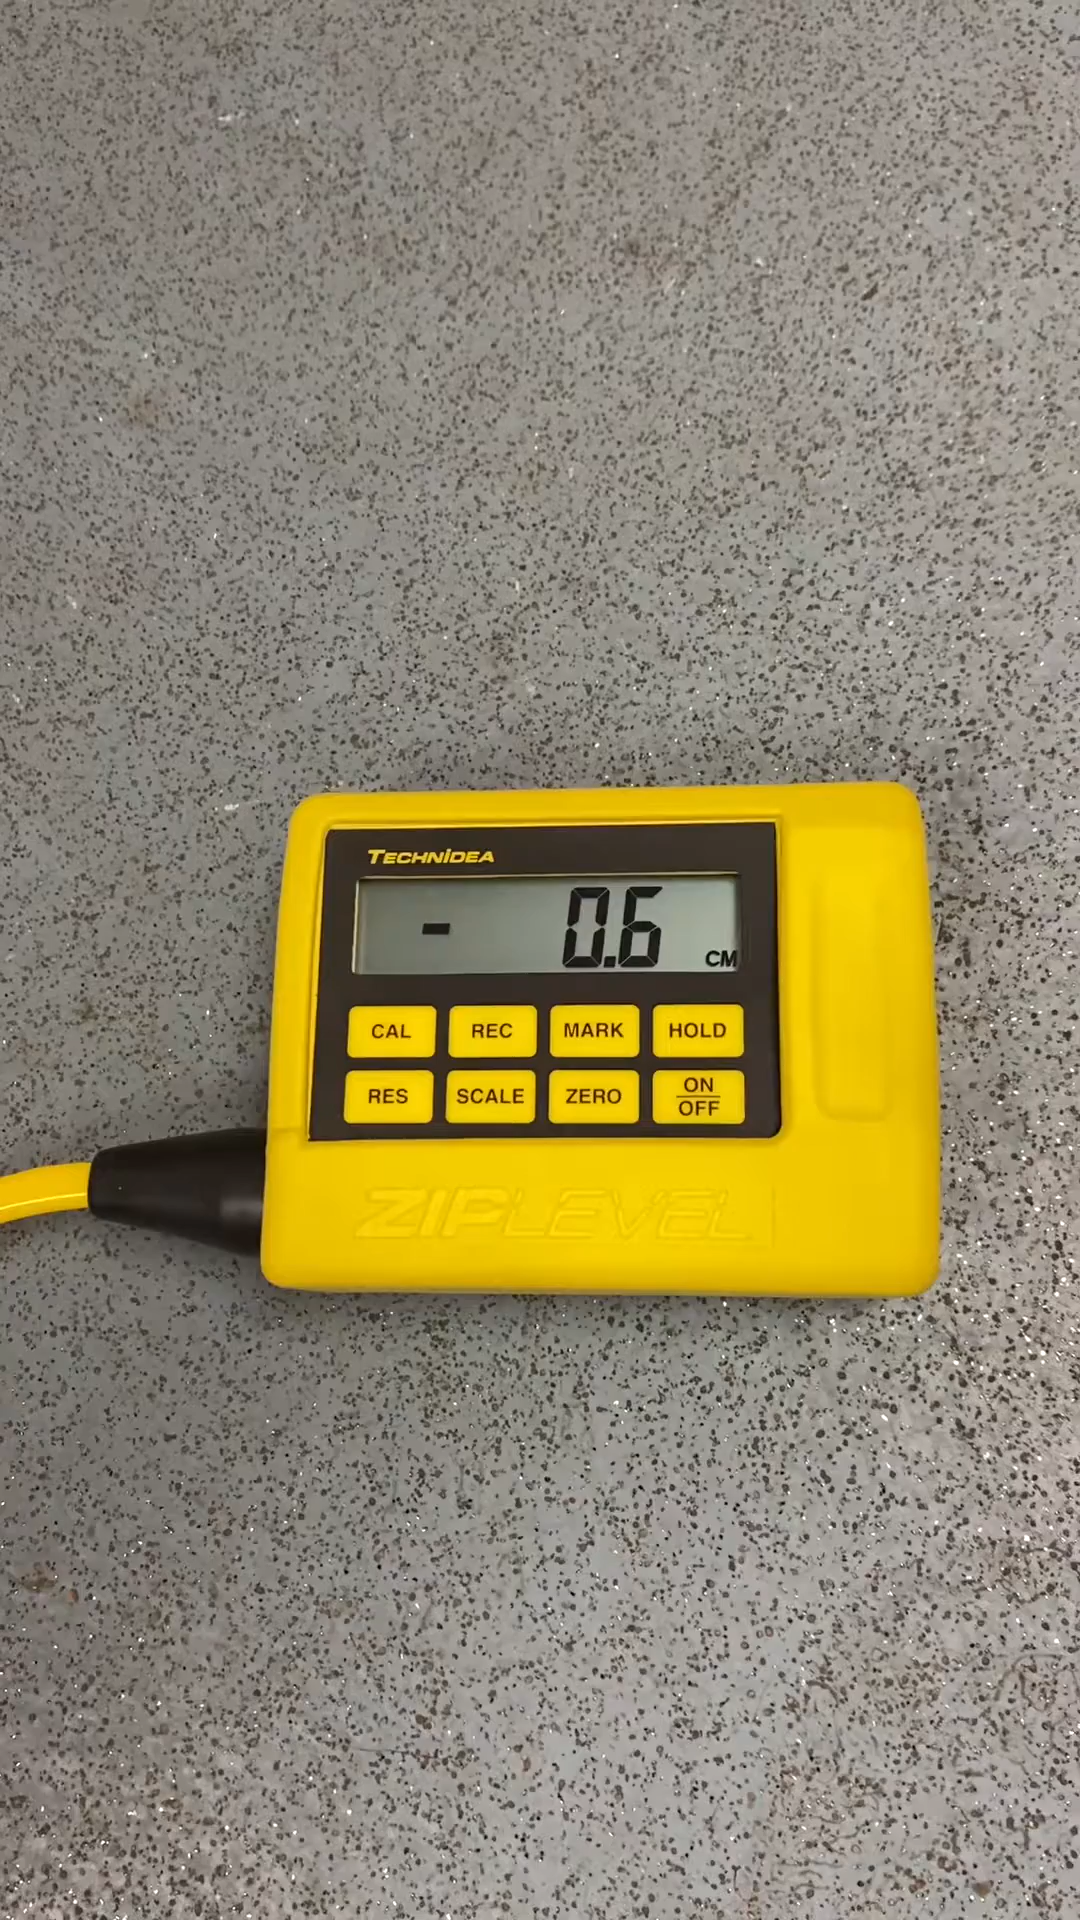 TECHNIDEA
- 0.6 CM
CAL REC MARK HOLD
RES SCALE ZERO ON
OFF
ZIPLEVEL